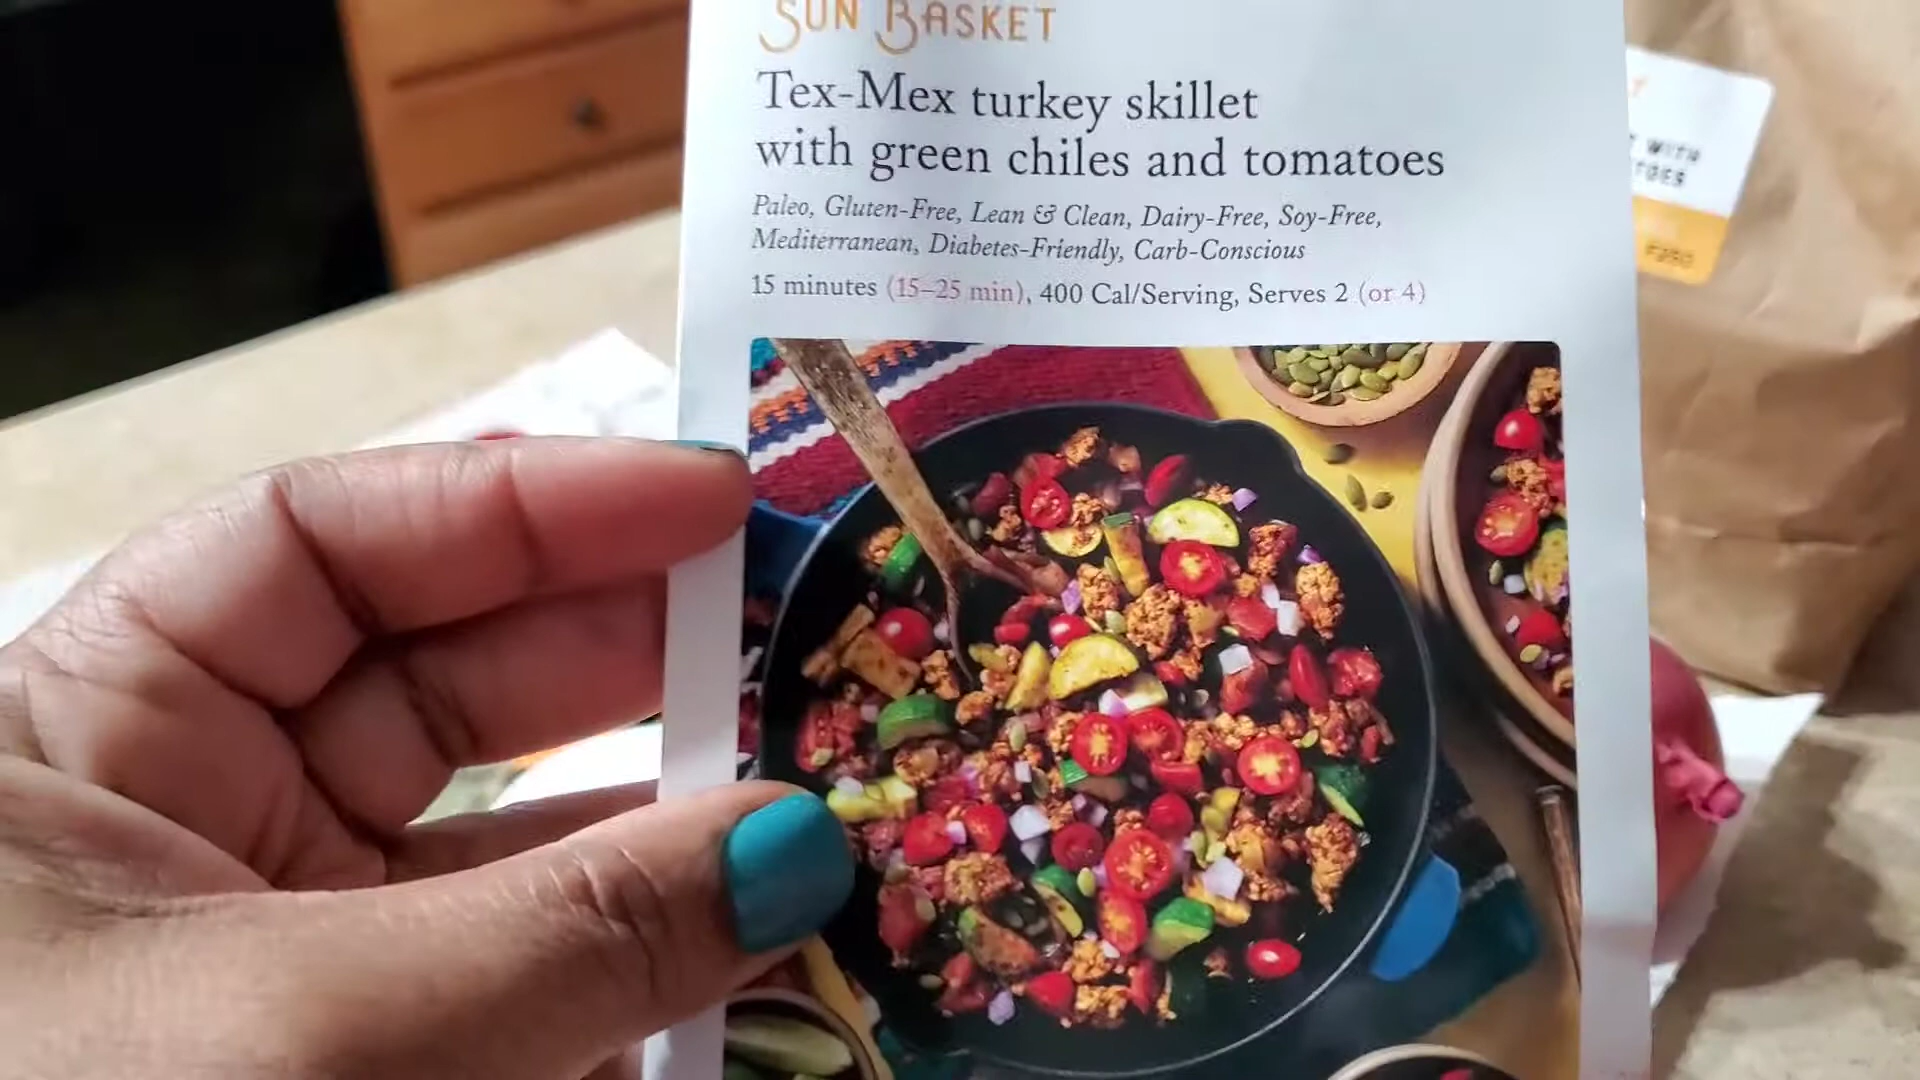 SUN BASKET
Tex-Mex turkey skillet
with green chiles and tomatoes
Paleo, Gluten-Free, Lean & Clean, Dairy-Free, Soy-Free,
Mediterranean, Diabetes-Friendly, Carb-Conscious
15 minutes (15–25 min), 400 Cal/Serving, Serves 2 (or 4)
WITH